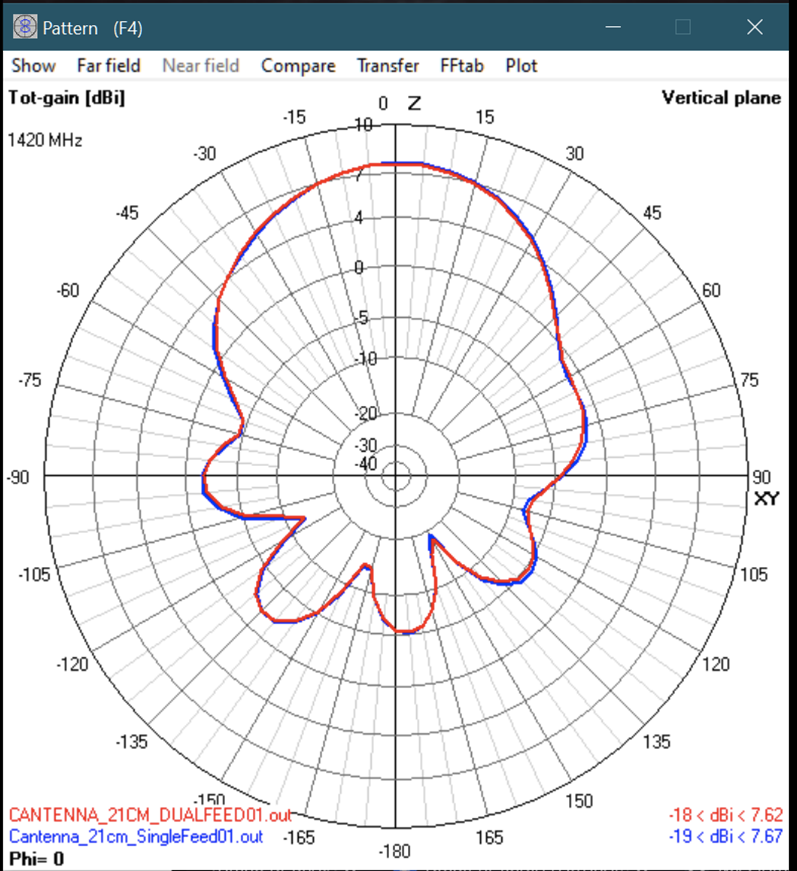 Pattern (F4)
Show Far field Near field Compare Transfer FFtab Plot
Tot-gain [dBi] Vertical plane
1420 MHz
0 Z
-15 15
10
-30 30
7
-45 45
4
-60 0 60
-5
-75 -10 75
-20
-30
-40
-90 90
XY
-105 105
-120 120
-135 135
-150 150
CANTENNA_21CM_DUALFEED01.out -18 < dBi < 7.62
Cantenna_21cm_SingleFeed01.out -165 165 -19 < dBi < 7.67
-180
Phi= 0